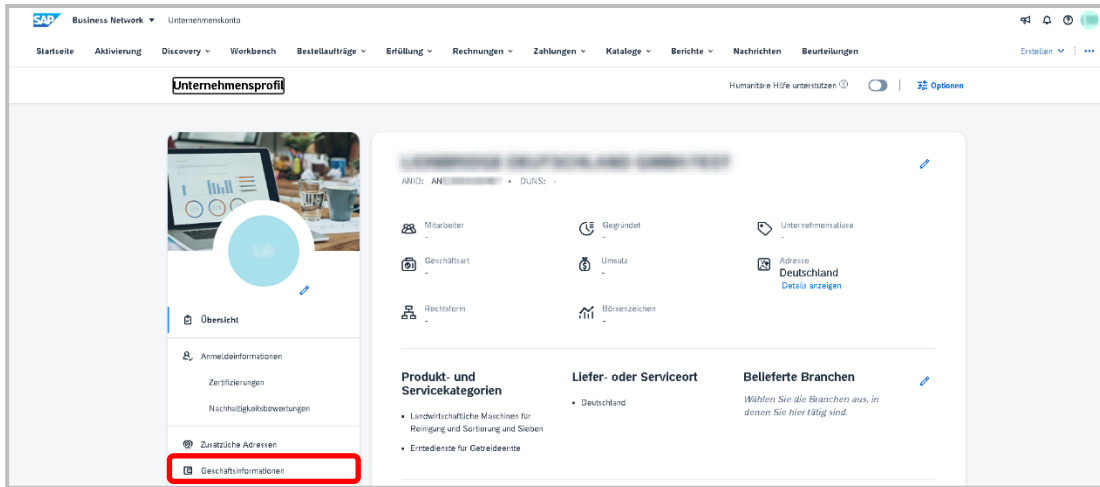 SAP Business Network Unternehmenskonto
Startseite Aktivierung Discovery Workbench Bestellaufträge Erfüllung Rechnungen Zahlungen Kataloge Berichte Nachrichten Beurteilungen Erstellen
Unternehmensprofil
Humanitäre Hilfe unterstützen
Optionen
ANID: AN
• DUNS: -
Mitarbeiter
-
Gegründet
-
Unternehmensaliase
-
Geschäftsart
-
Umsatz
-
Adresse
Deutschland
Details anzeigen
Rechtsform
-
Börsenzeichen
-
Übersicht
Anmeldeinformationen
Zertifizierungen
Nachhaltigkeitsbewertungen
Zusätzliche Adressen
Geschäftsinformationen
Produkt- und
Servicekategorien
• Landwirtschaftliche Maschinen für
Reinigung und Sortierung und Sieben
• Erntedienste für Getreideernte
Liefer- oder Serviceort
• Deutschland
Belieferte Branchen
Wählen Sie die Branchen aus, in
denen Sie hier tätig sind.